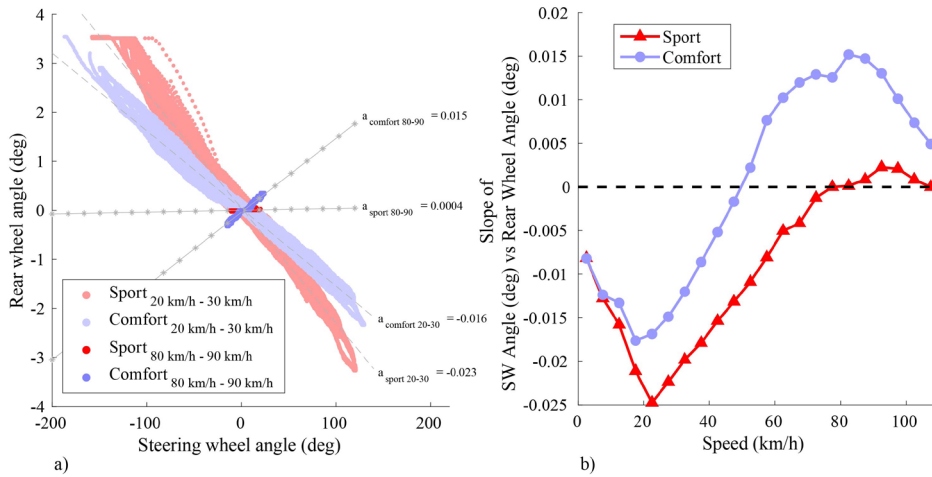 4
3
2
1
0
-1
-2
-3
-4
Rear wheel angle (deg)
a comfort 80-90 = 0.015
a sport 80-90 = 0.0004
a comfort 20-30 = -0.016
a sport 20-30 = -0.023
Sport 20 km/h - 30 km/h
Comfort 20 km/h - 30 km/h
Sport 80 km/h - 90 km/h
Comfort 80 km/h - 90 km/h
-200 -100 0 100 200
Steering wheel angle (deg)
a)
0.02
0.015
0.01
0.005
0
-0.005
-0.01
-0.015
-0.02
-0.025
Slope of
SW Angle (deg) vs Rear Wheel Angle (deg)
Sport
Comfort
0 20 40 60 80 100
Speed (km/h)
b)